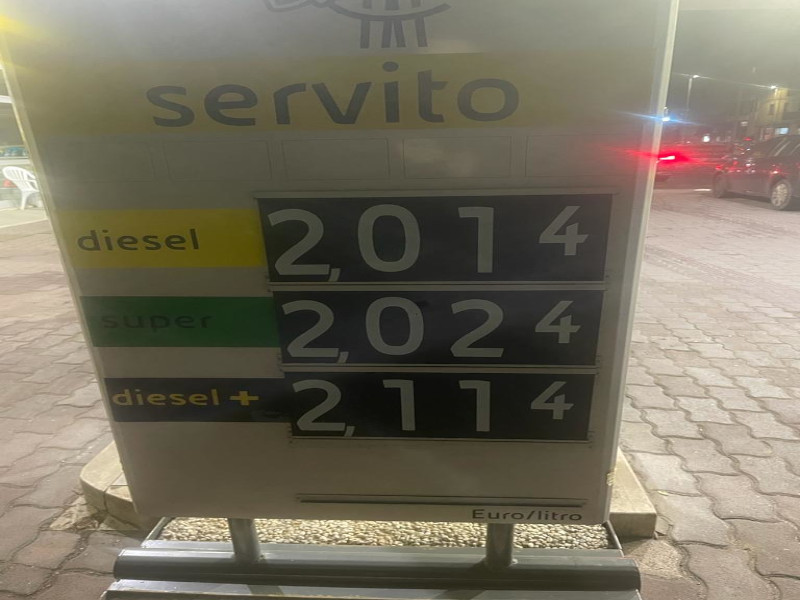 servito
diesel 2,014
super 2,024
diesel+ 2,114
Euro/litro